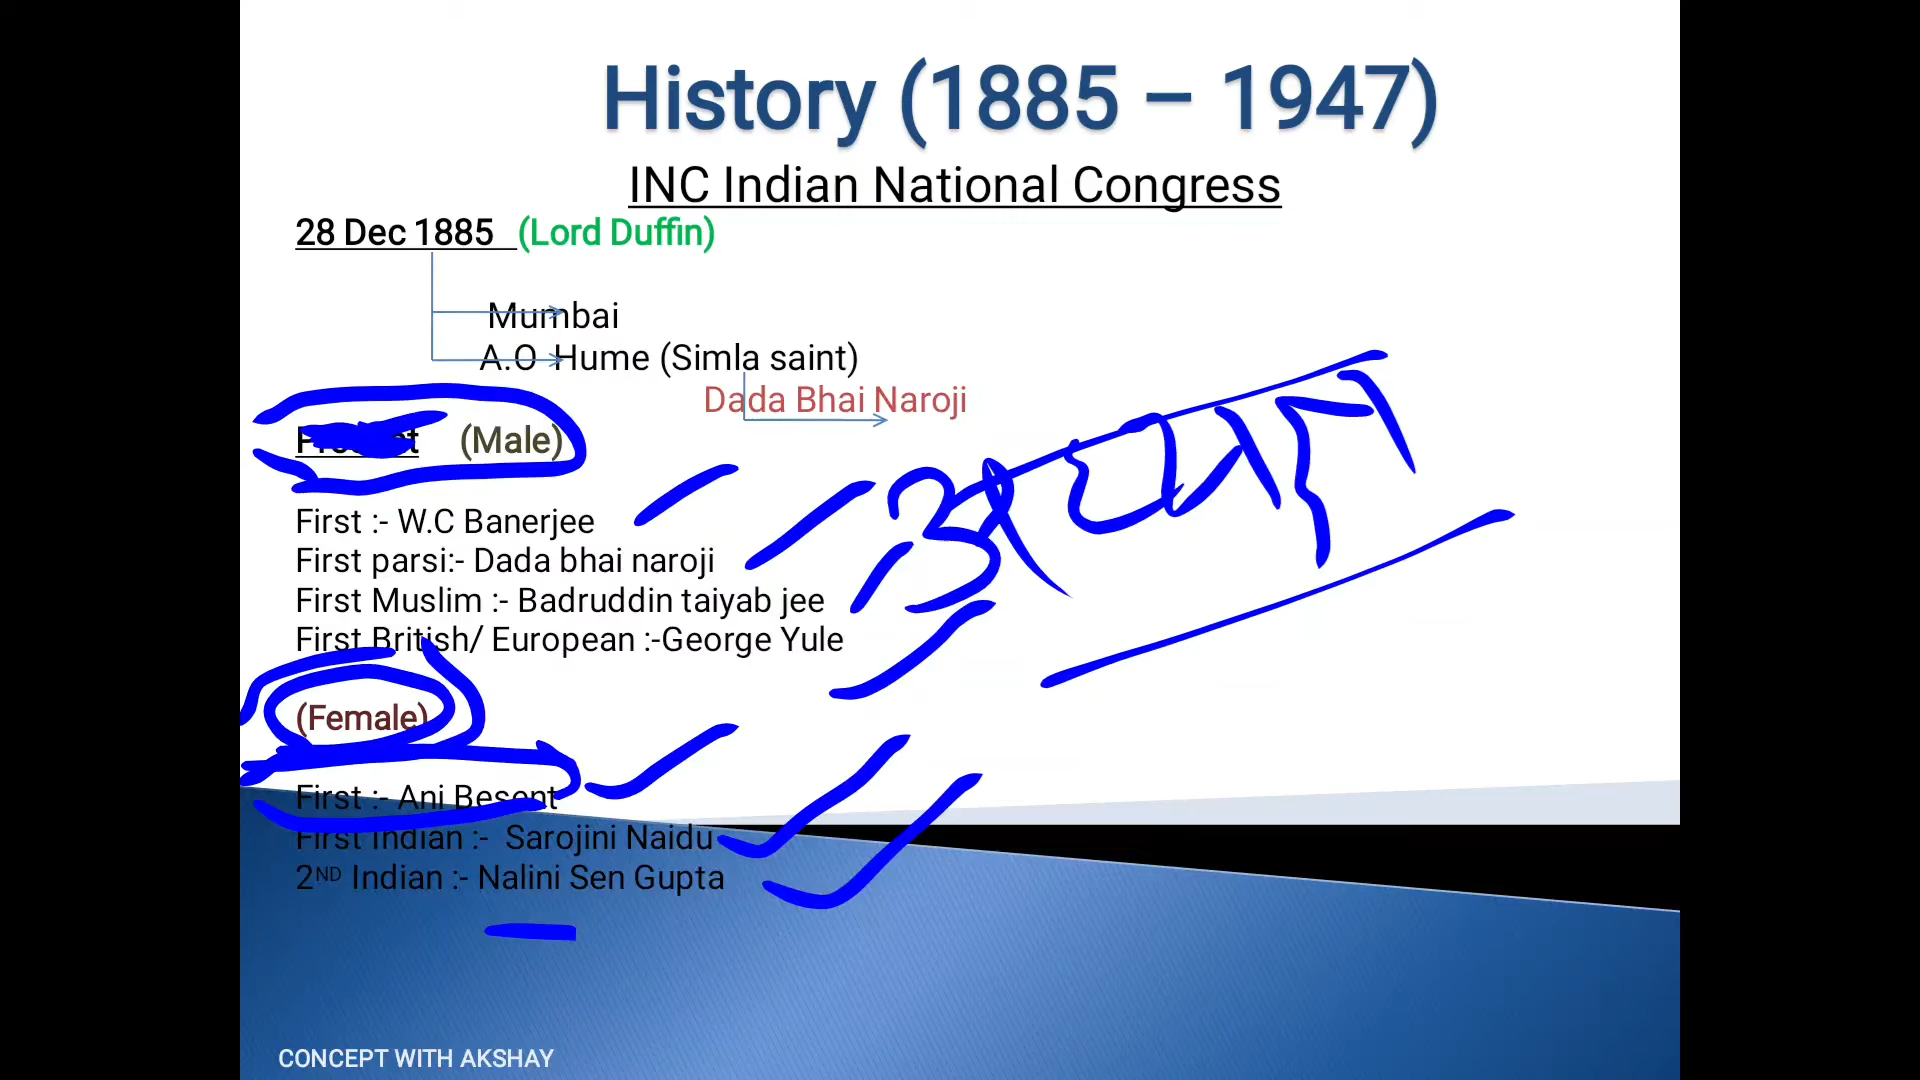 History (1885 – 1947)
INC Indian National Congress
28 Dec 1885 (Lord Duffin)
Mumbai
A.O Hume (Simla saint)
Dada Bhai Naroji
(Male)
First :- W.C Banerjee
First parsi:- Dada bhai naroji
First Muslim :- Badruddin taiyab jee
First British/ European :-George Yule
(Female)
First :- Ani Besent
First Indian :- Sarojini Naidu
2ND Indian :- Nalini Sen Gupta
CONCEPT WITH AKSHAY